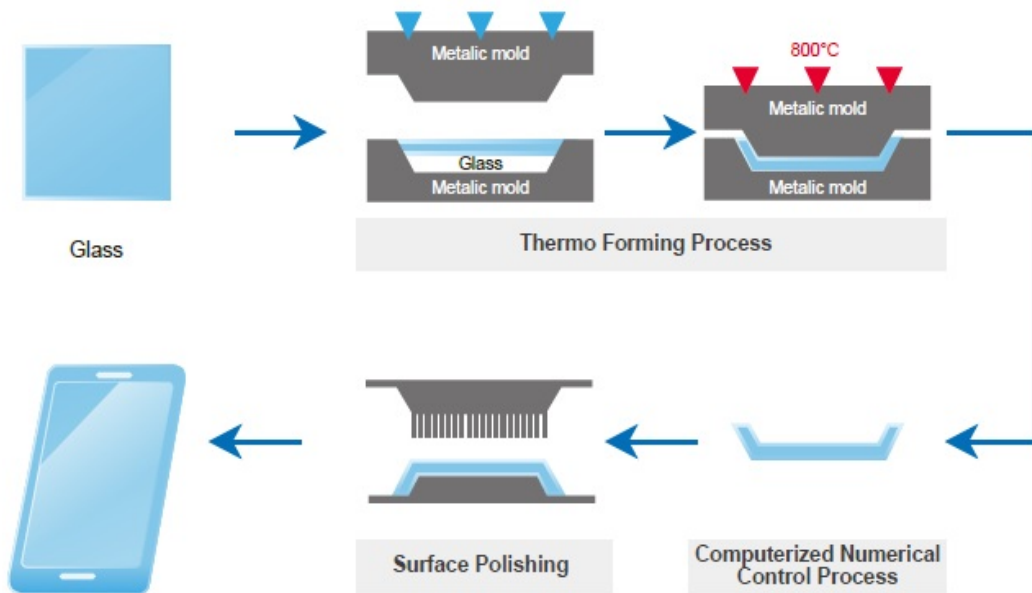 Glass
Metalic mold
Glass
Metalic mold
800°C
Metalic mold
Metalic mold
Thermo Forming Process
Surface Polishing
Computerized Numerical
Control Process